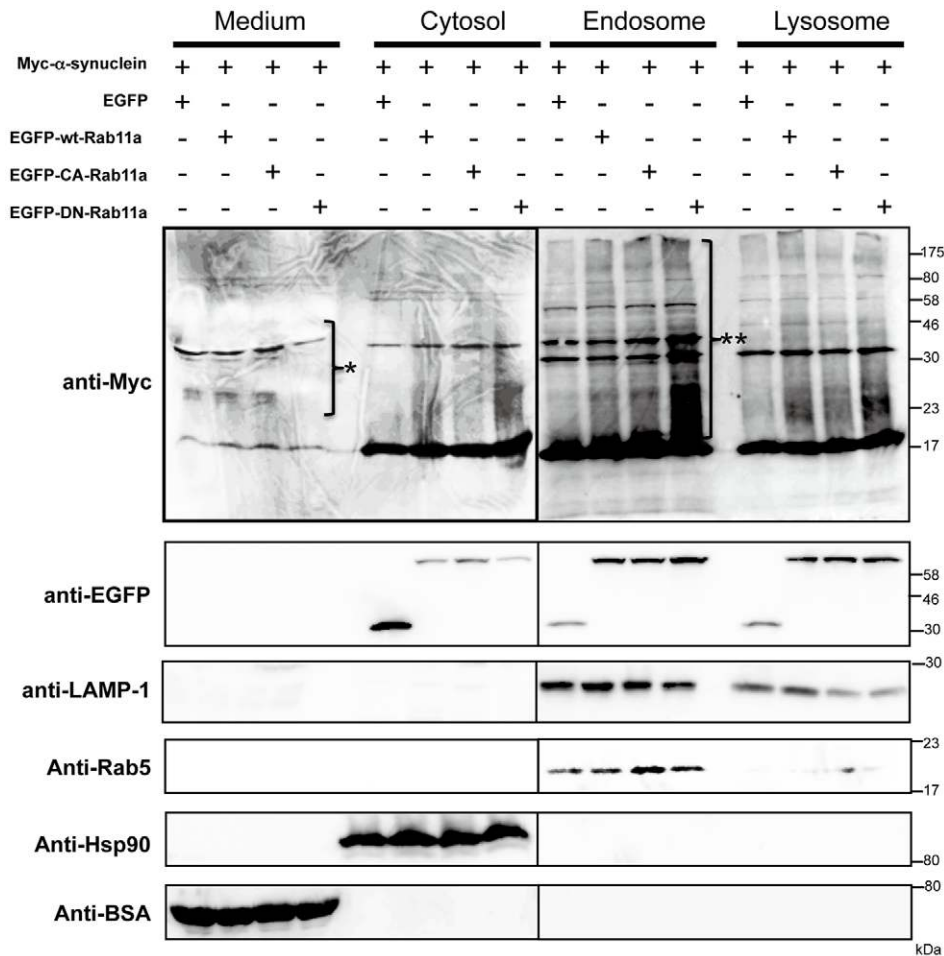 Medium Cytosol Endosome Lysosome
Myc-α-synuclein + + + + + + + + + + + + + + + +
EGFP + - - - + - - - + - - - + - - -
EGFP-wt-Rab11a - + - - - + - - - + - - - + - -
EGFP-CA-Rab11a - - + - - - + - - - + - - - + -
EGFP-DN-Rab11a - - - + - - - + - - - + - - - +
175
80
58
46
* **
30
anti-Myc
23
17
anti-EGFP
58
46
30
anti-LAMP-1
30
Anti-Rab5
23
17
Anti-Hsp90
80
Anti-BSA
80
kDa